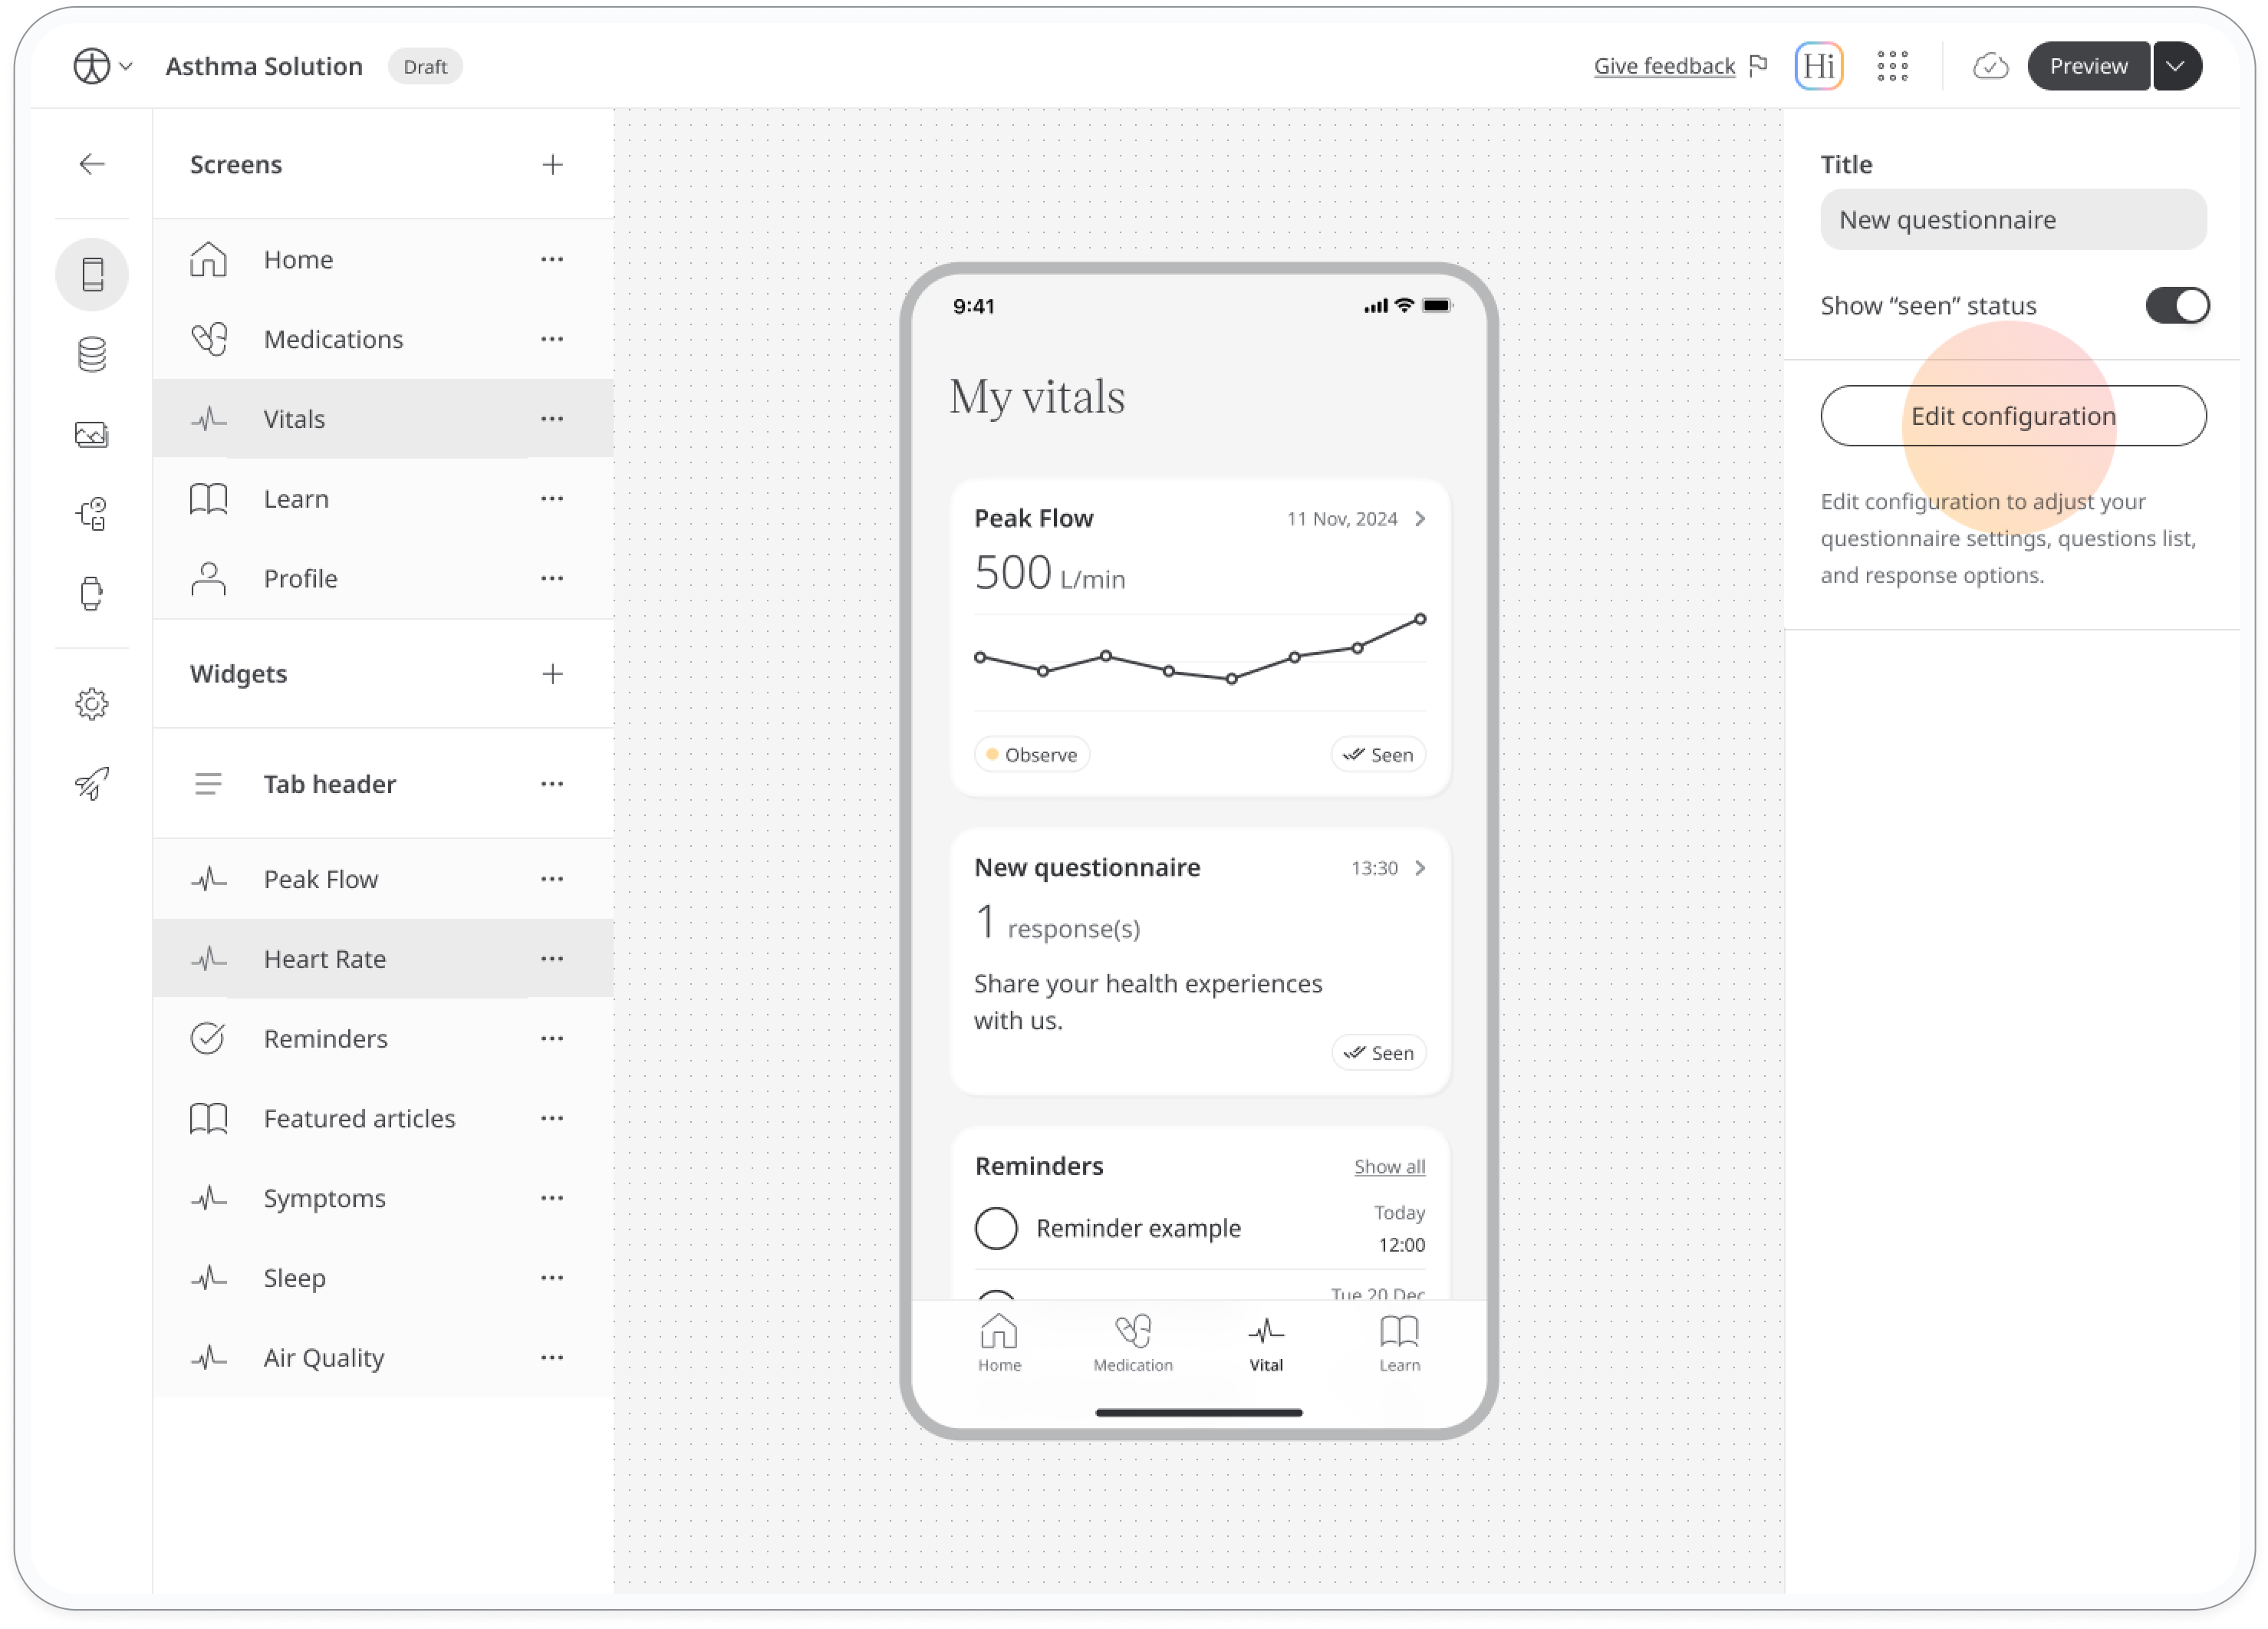 Asthma Solution
Draft
Give feedback
Hi
Preview
Screens
Home
Medications
Vitals
Learn
Profile
Widgets
Tab header
Peak Flow
Heart Rate
Reminders
Featured articles
Symptoms
Sleep
Air Quality
9:41
My vitals
Peak Flow
11 Nov, 2024
500 L/min
Observe
Seen
New questionnaire
13:30
1 response(s)
Share your health experiences
with us.
Seen
Reminders
Show all
Reminder example
Today
12:00
Tue 20 Dec
Home
Medication
Vital
Learn
Title
New questionnaire
Show “seen” status
Edit configuration
Edit configuration to adjust your
questionnaire settings, questions list,
and response options.